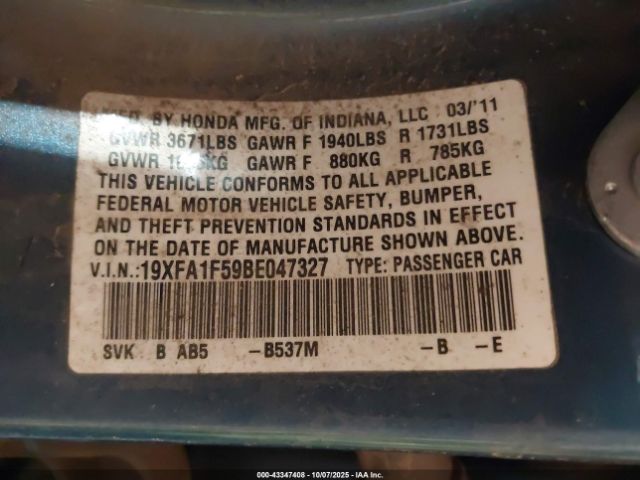 BY HONDA MFG. OF INDIANA, LLC 03/'11
GVWR 3671LBS GAWR F 1940LBS R 1731LBS
GVWR GAWR F 880KG R 785KG
THIS VEHICLE CONFORMS TO ALL APPLICABLE
FEDERAL MOTOR VEHICLE SAFETY, BUMPER,
AND THEFT PREVENTION STANDARDS IN EFFECT
ON THE DATE OF MANUFACTURE SHOWN ABOVE.
V.I.N.:19XFA1F59BE047327 TYPE: PASSENGER CAR
SVK B AB5 -B537M -B -E
000-43347408 - 10/07/2025 - IAA Inc.